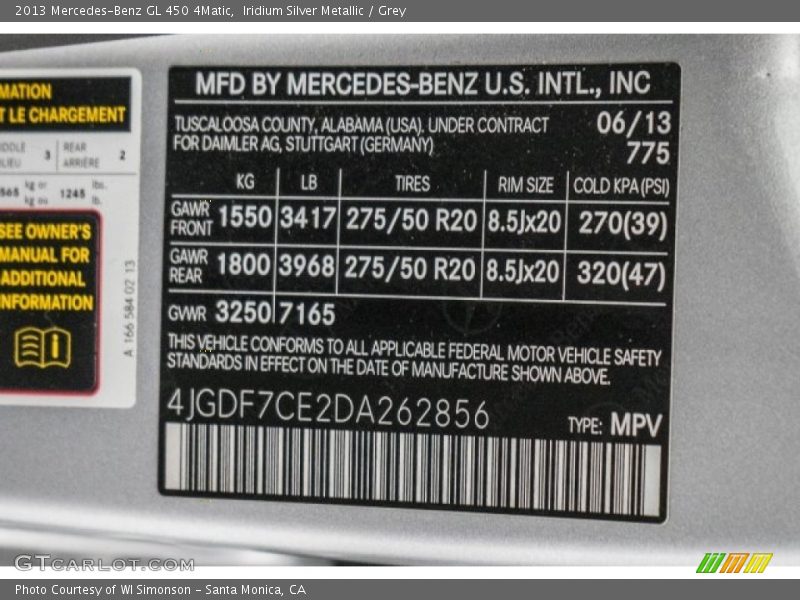 2013 Mercedes-Benz GL 450 4Matic, Iridium Silver Metallic / Grey
MATION
T LE CHARGEMENT
REAR
ARRIÈRE
3
2
565 kg or kg ou 1245 lbs. lb.
SEE OWNER'S
MANUAL FOR
ADDITIONAL
INFORMATION
A 166 584 02 13
MFD BY MERCEDES-BENZ U.S. INTL., INC
TUSCALOOSA COUNTY, ALABAMA (USA), UNDER CONTRACT
FOR DAIMLER AG, STUTTGART (GERMANY)
06/13
775
KG LB TIRES RIM SIZE COLD KPA(PSI)
GAWR FRONT 1550 3417 275/50 R20 8.5Jx20 270(39)
GAWR REAR 1800 3968 275/50 R20 8.5Jx20 320(47)
GWR 3250 7165
THIS VEHICLE CONFORMS TO ALL APPLICABLE FEDERAL MOTOR VEHICLE SAFETY
STANDARDS IN EFFECT ON THE DATE OF MANUFACTURE SHOWN ABOVE.
4JGDF7CE2DA262856
TYPE: MPV
GTCARLOT.COM
Photo Courtesy of WI Simonson - Santa Monica, CA